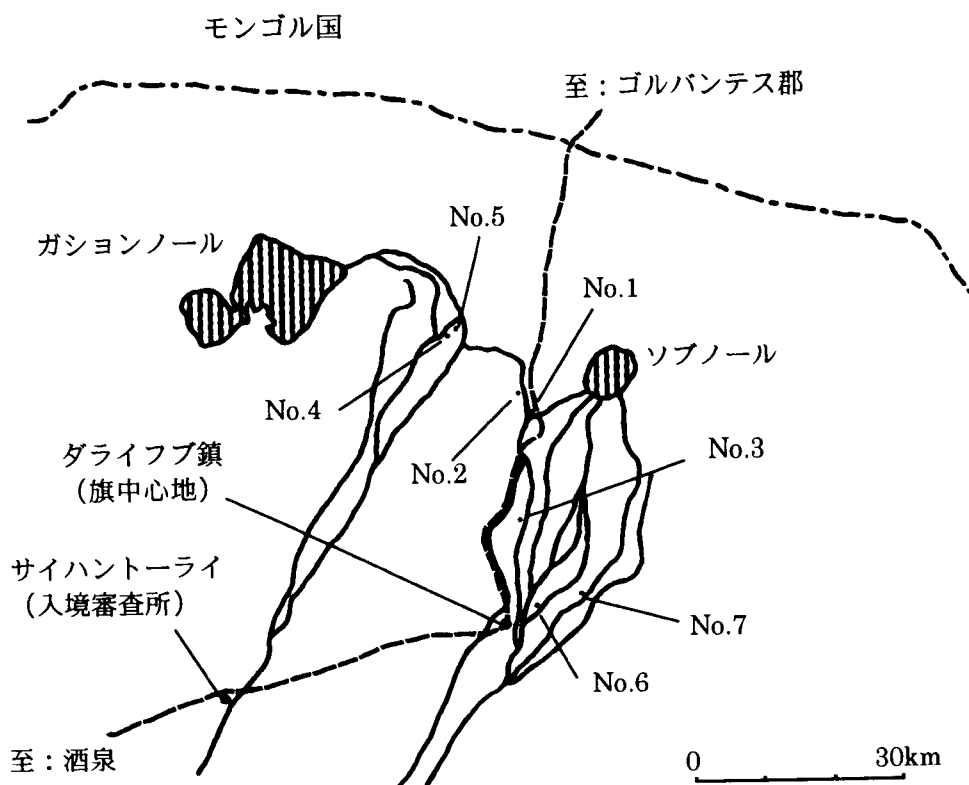 モンゴル国
至：ゴルバンテス郡
No.5
ガションノール
No.1
ソブノール
No.4
No.2
No.3
ダライフブ鎮
（旗中心地）
サイハントーライ
（入境審査所）
No.7
No.6
至：酒泉
0 30km